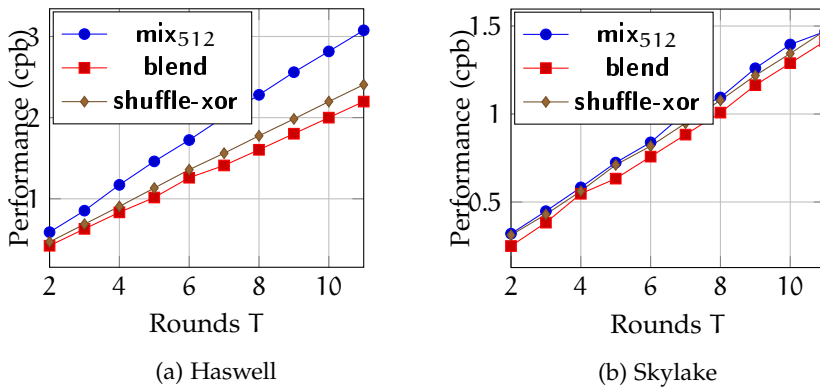 3
2
1
Performance (cpb)
mix512
blend
shuffle-xor
2 4 6 8 10
Rounds T
(a) Haswell
1.5
1
0.5
Performance (cpb)
mix512
blend
shuffle-xor
2 4 6 8 10
Rounds T
(b) Skylake